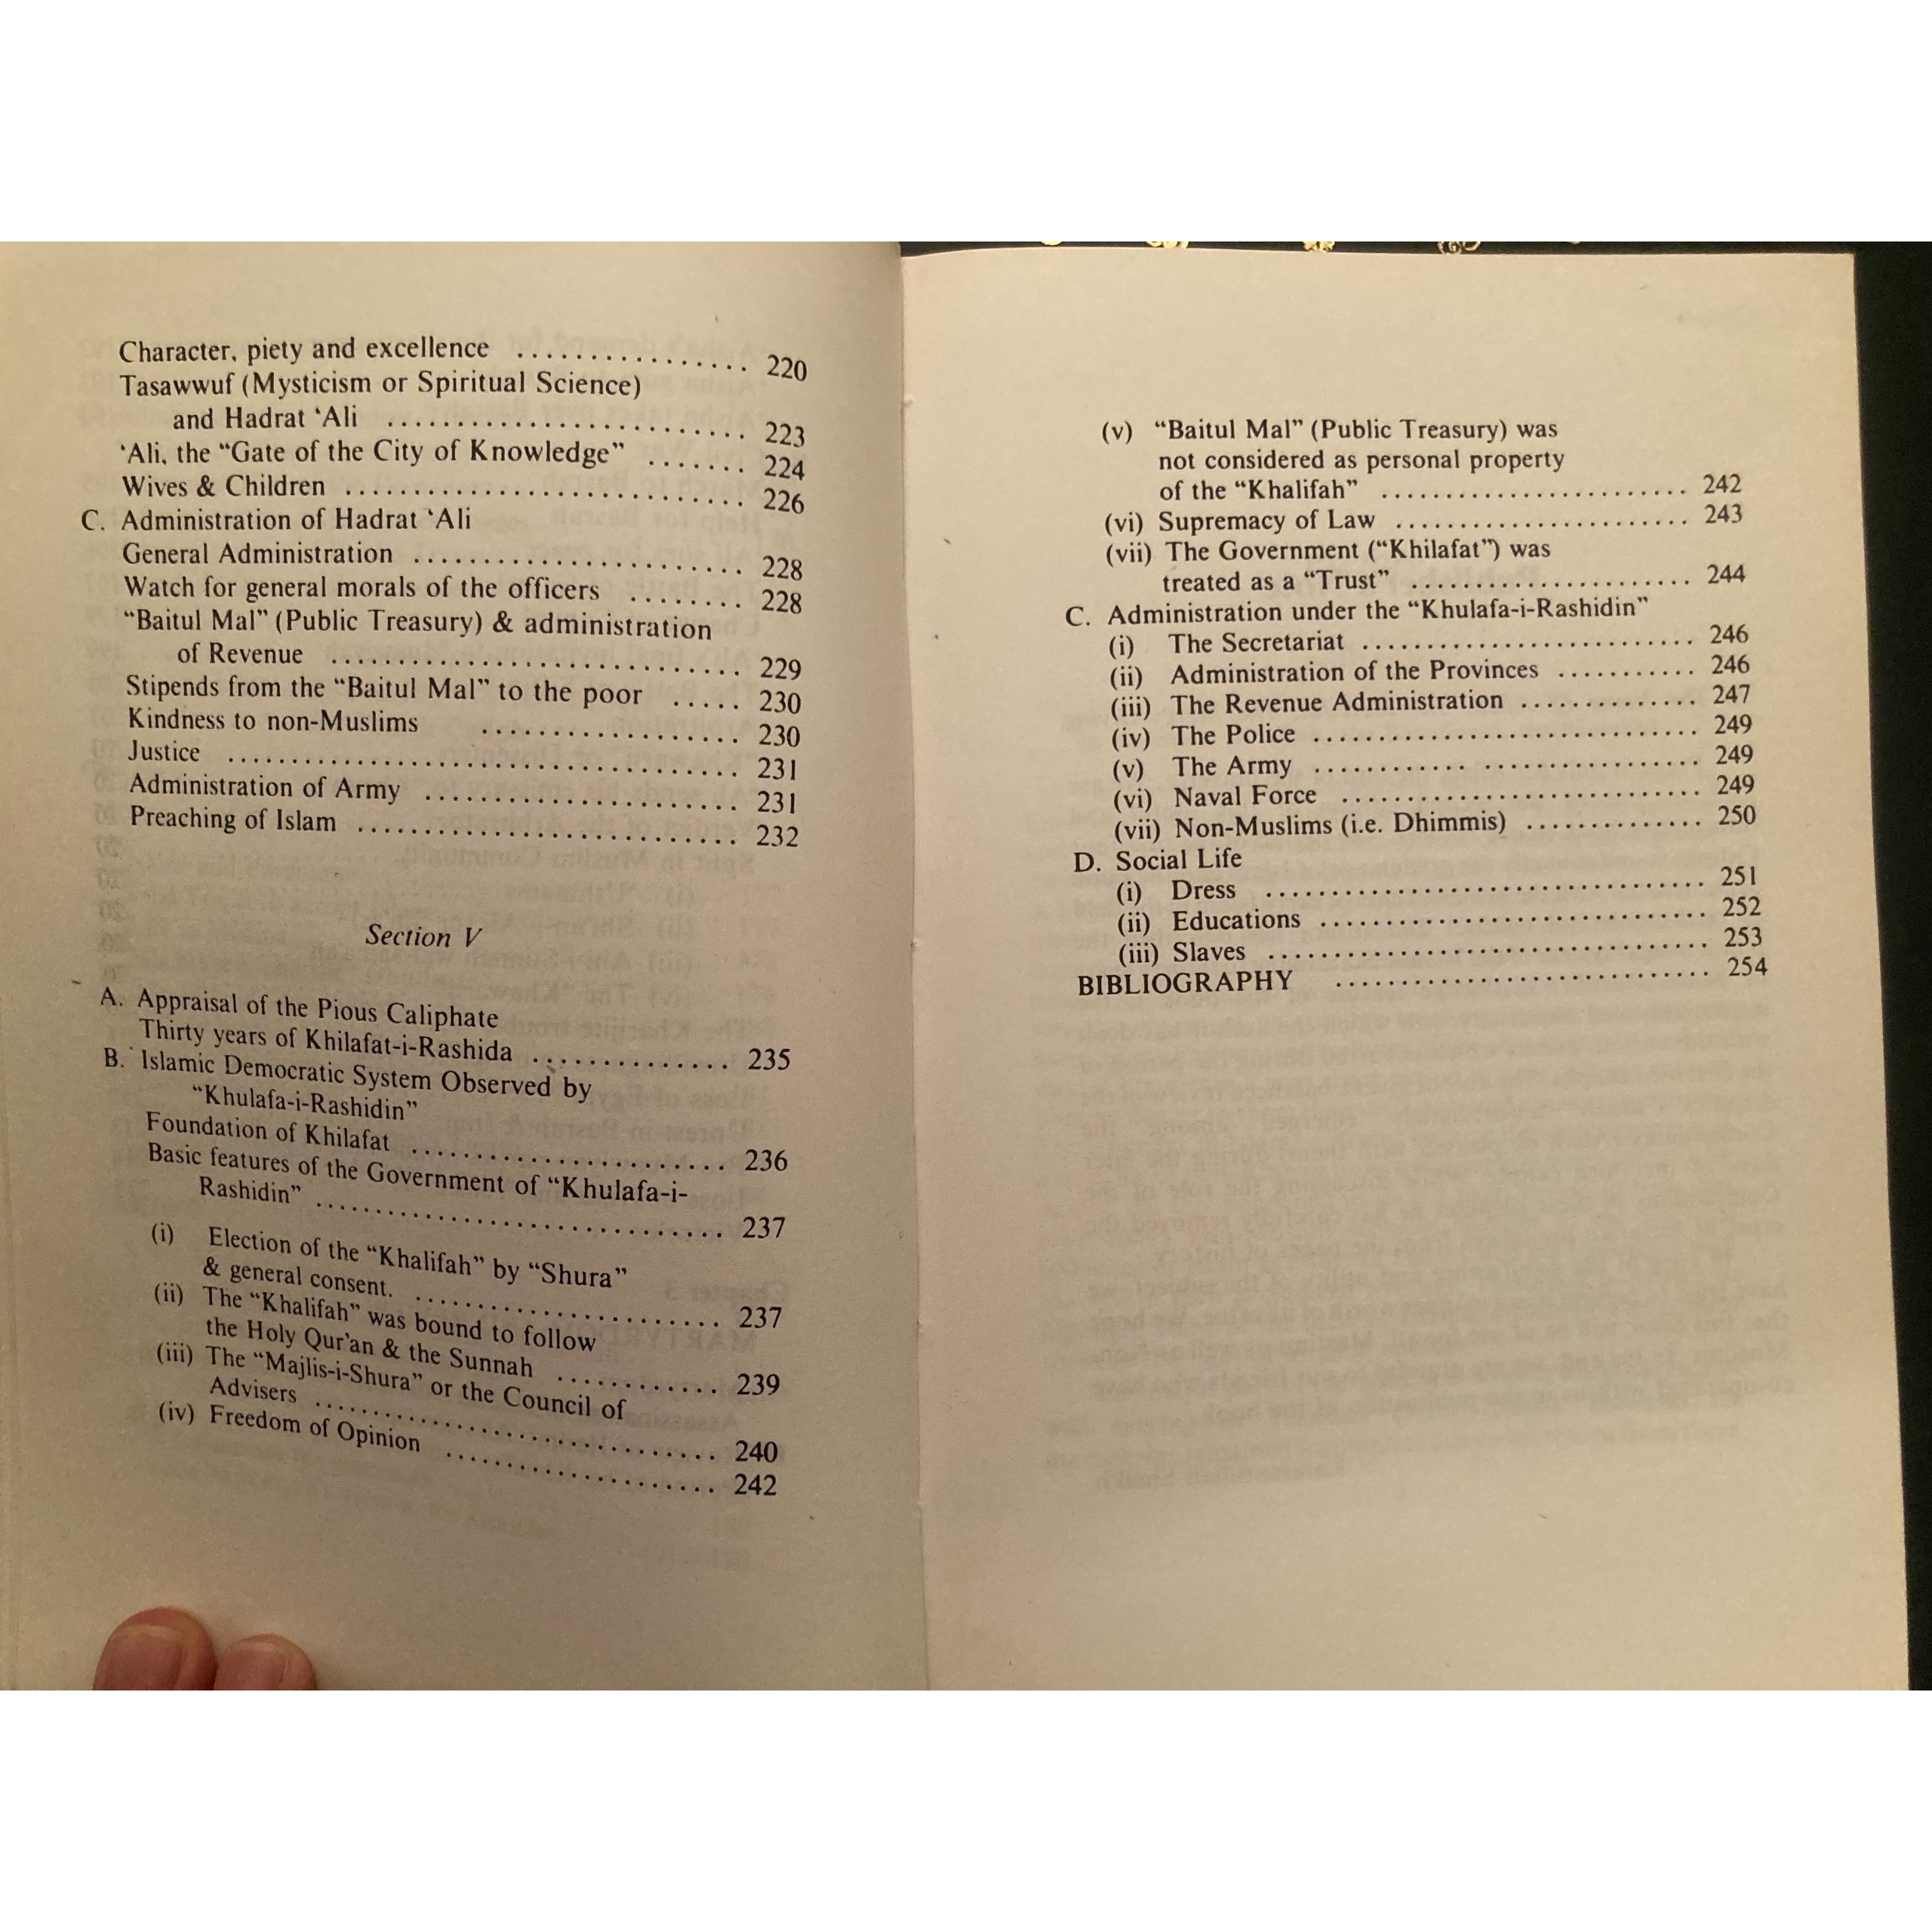 Character, piety and excellence ................ 220
Tasawwuf (Mysticism or Spiritual Science)
and Hadrat ‘Ali .......................... 223
‘Ali, the “Gate of the City of Knowledge” ....... 224
Wives & Children .............................. 226
C. Administration of Hadrat ‘Ali
General Administration ......................... 228
Watch for general morals of the officers ........ 228
“Baitul Mal” (Public Treasury) & administration
of Revenue ............................... 229
Stipends from the “Baitul Mal” to the poor ..... 230
Kindness to non-Muslims ................... 230
Justice ...................................... 231
Administration of Army ....................... 231
Preaching of Islam ............................ 232
Section V
A. Appraisal of the Pious Caliphate
Thirty years of Khilafat-i-Rashida ............... 235
B. Islamic Democratic System Observed by
“Khulafa-i-Rashidin”
Foundation of Khilafat ........................ 236
Basic features of the Government of “Khulafa-i-
Rashidin” .............................. 237
(i) Election of the “Khalifah” by “Shura”
& general consent. ....................... 237
(ii) The “Khalifah” was bound to follow
the Holy Qur’an & the Sunnah ............ 239
(iii) The “Majlis-i-Shura” or the Council of
Advisers .............................. 240
(iv) Freedom of Opinion .................... 242
(v) “Baitul Mal” (Public Treasury) was
not considered as personal property
of the “Khalifah” ....................... 242
(vi) Supremacy of Law ...................... 243
(vii) The Government (“Khilafat”) was
treated as a “Trust” ..................... 244
C. Administration under the “Khulafa-i-Rashidin”
(i) The Secretariat ......................... 246
(ii) Administration of the Provinces ........... 246
(iii) The Revenue Administration .............. 247
(iv) The Police ............................. 249
(v) The Army ............ ................ 249
(vi) Naval Force ........................... 249
(vii) Non-Muslims (i.e. Dhimmis) ............. 250
D. Social Life
(i) Dress ................................. 251
(ii) Educations ............................. 252
(iii) Slaves ................................. 253
BIBLIOGRAPHY ............................ 254